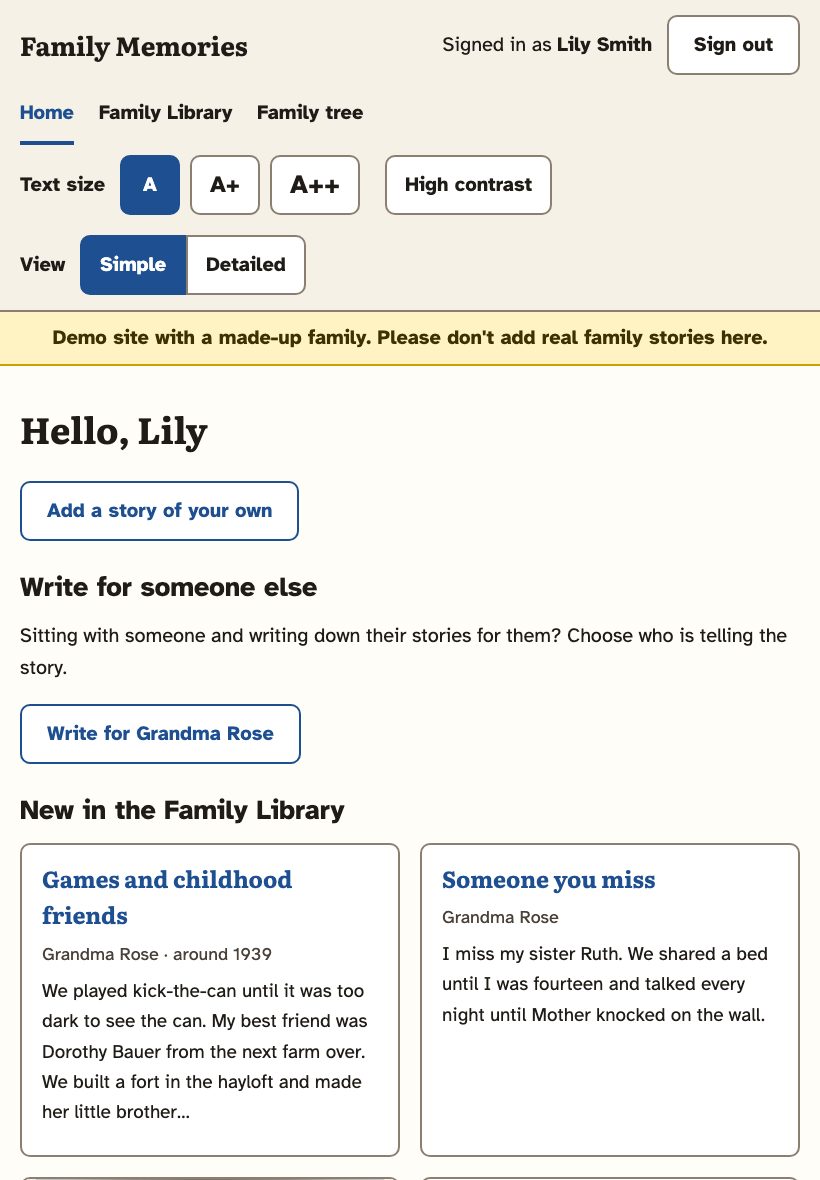 Family Memories
Signed in as Lily Smith
Sign out
Home
Family Library
Family tree
Text size
A
A+
A++
High contrast
View
Simple
Detailed
Demo site with a made-up family. Please don't add real family stories here.
Hello, Lily
Add a story of your own
Write for someone else
Sitting with someone and writing down their stories for them? Choose who is telling the
story.
Write for Grandma Rose
New in the Family Library
Games and childhood
friends
Grandma Rose · around 1939
We played kick-the-can until it was too
dark to see the can. My best friend was
Dorothy Bauer from the next farm over.
We built a fort in the hayloft and made
her little brother...
Someone you miss
Grandma Rose
I miss my sister Ruth. We shared a bed
until I was fourteen and talked every
night until Mother knocked on the wall.